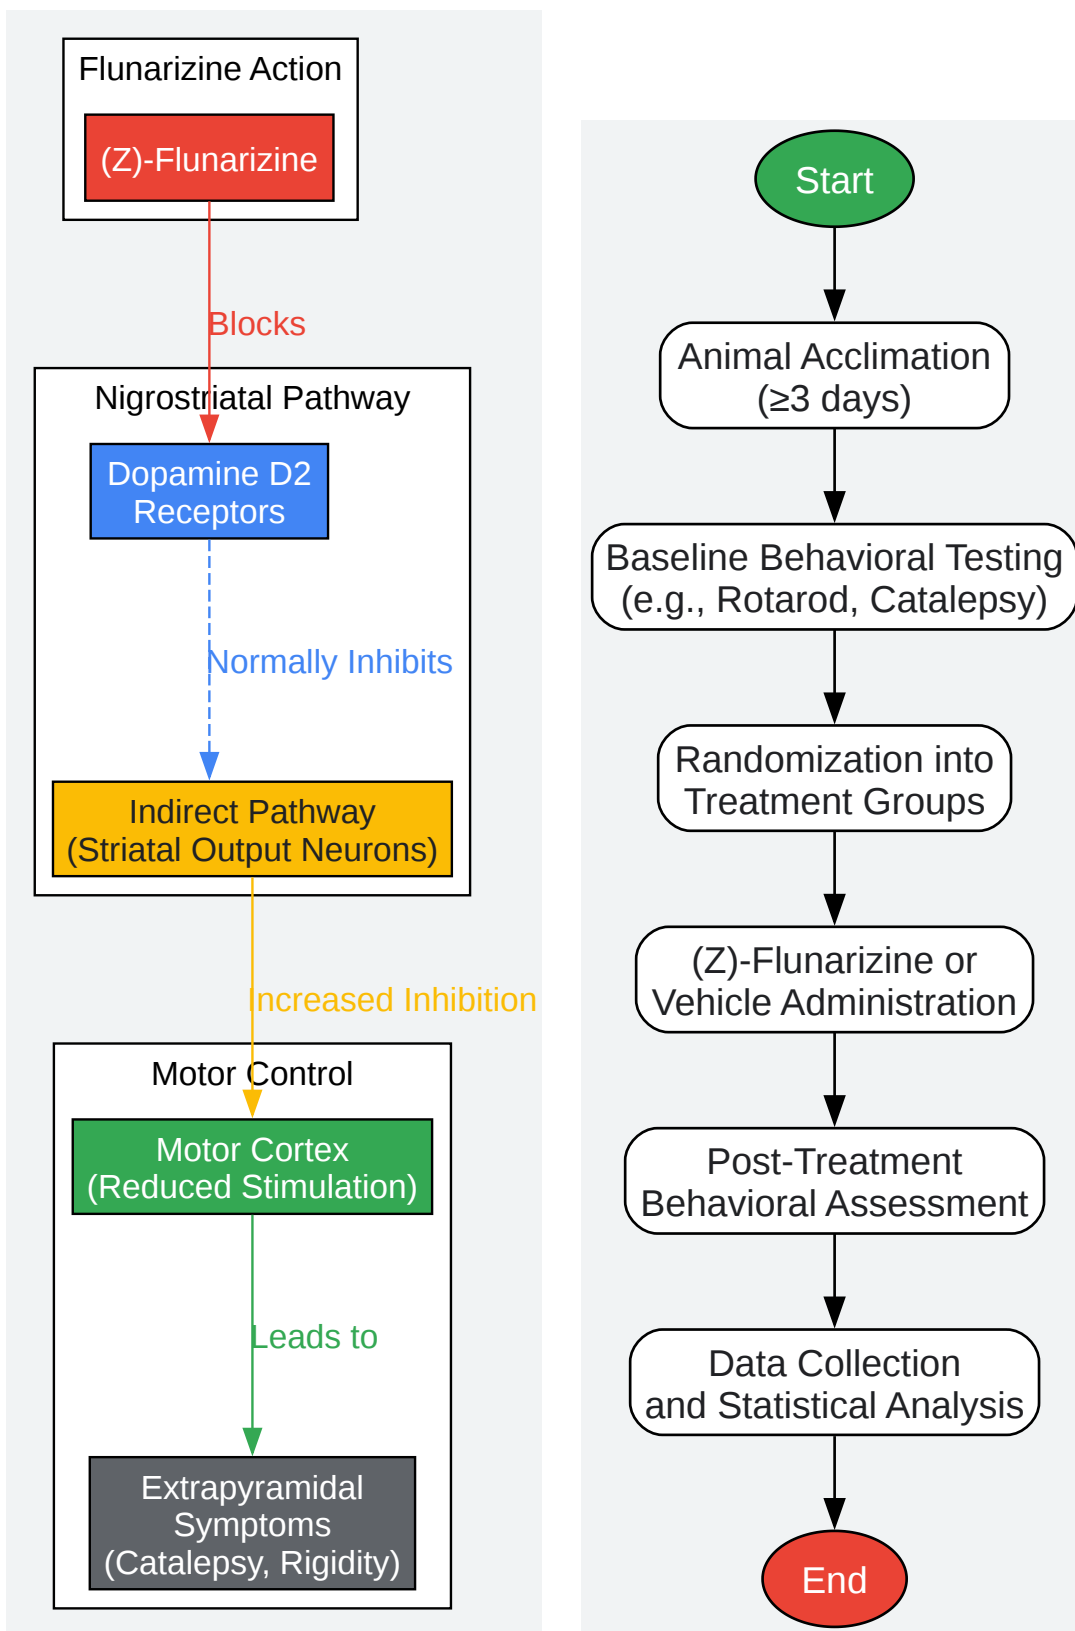 Flunarizine Action
(Z)-Flunarizine
Blocks
Nigrostriatal Pathway
Dopamine D2
Receptors
Normally Inhibits
Indirect Pathway
(Striatal Output Neurons)
Increased Inhibition
Motor Control
Motor Cortex
(Reduced Stimulation)
Leads to
Extrapyramidal
Symptoms
(Catalepsy, Rigidity)
Start
Animal Acclimation
(≥3 days)
Baseline Behavioral Testing
(e.g., Rotarod, Catalepsy)
Randomization into
Treatment Groups
(Z)-Flunarizine or
Vehicle Administration
Post-Treatment
Behavioral Assessment
Data Collection
and Statistical Analysis
End